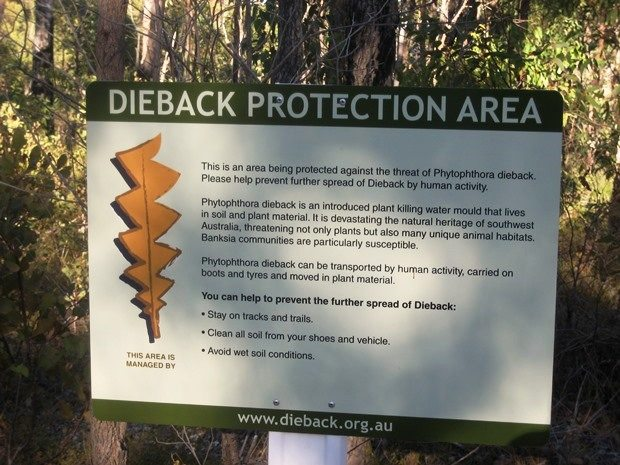 DIEBACK PROTECTION AREA
This is an area being protected against the threat of Phytophthora dieback.
Please help prevent further spread of Dieback by human activity.
Phytophthora dieback is an introduced plant killing water mould that lives
in soil and plant material. It is devastating the natural heritage of southwest
Australia, threatening not only plants but also many unique animal habitats.
Banksia communities are particularly susceptible.
Phytophthora dieback can be transported by human activity, carried on
boots and tyres and moved in plant material.
You can help to prevent the further spread of Dieback:
• Stay on tracks and trails.
• Clean all soil from your shoes and vehicle.
• Avoid wet soil conditions.
THIS AREA IS
MANAGED BY
www.dieback.org.au